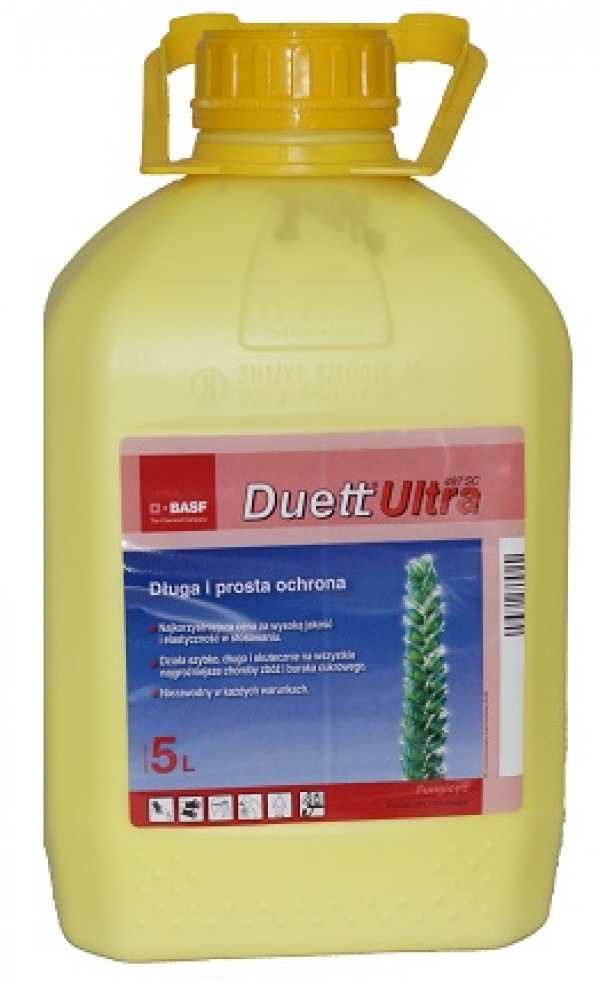 BASF
The Chemical Company
Duett® Ultra
497 SC
Długa i prosta ochrona
Najkorzystniejsza cena za wysoką jakość
i elastyczność w stosowaniu.
Działa szybko, długo i skutecznie na wszystkie
najgroźniejsze choroby zbóż i buraka cukrowego.
Niezawodny w każdych warunkach.
5 L
Fungicyd